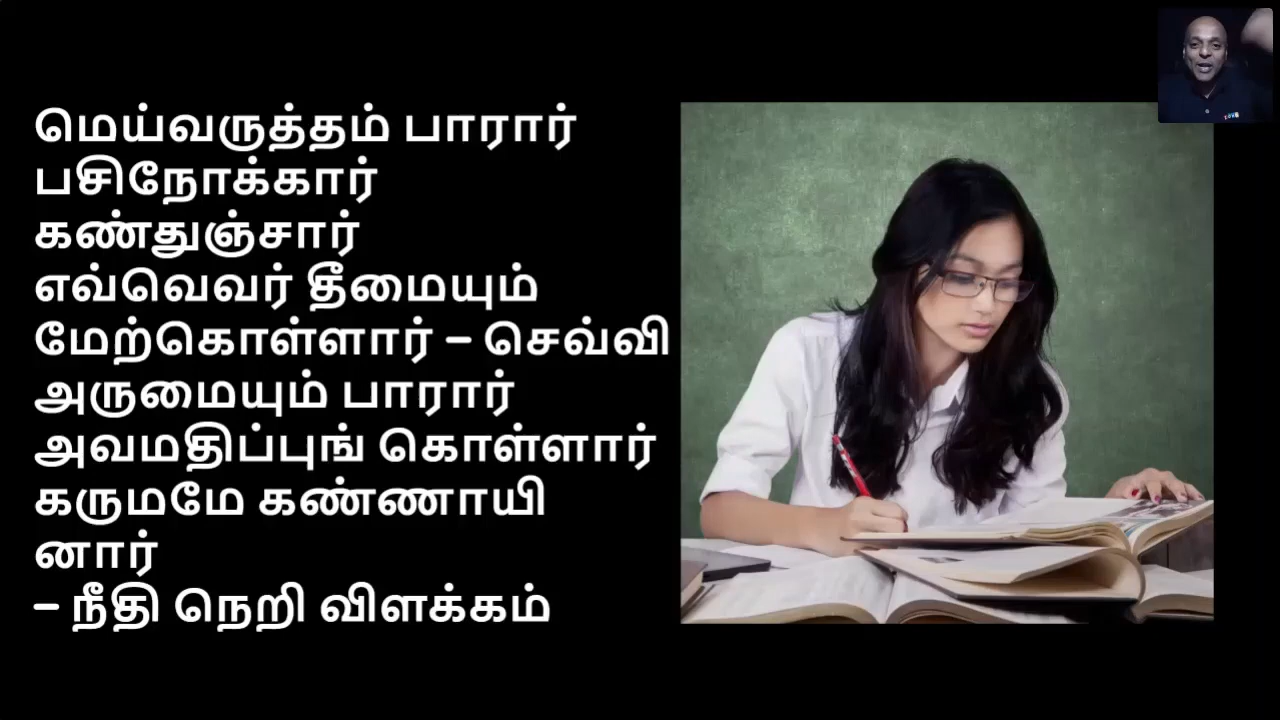 மெய்வருத்தம் பாரார்
பசிநோக்கார்
கண்துஞ்சார்
எவ்வெவர் தீமையும்
மேற்கொள்ளார் – செவ்வி
அருமையும் பாரார்
அவமதிப்புங் கொள்ளார்
கருமமே கண்ணாயி
னார்
– நீதி நெறி விளக்கம்